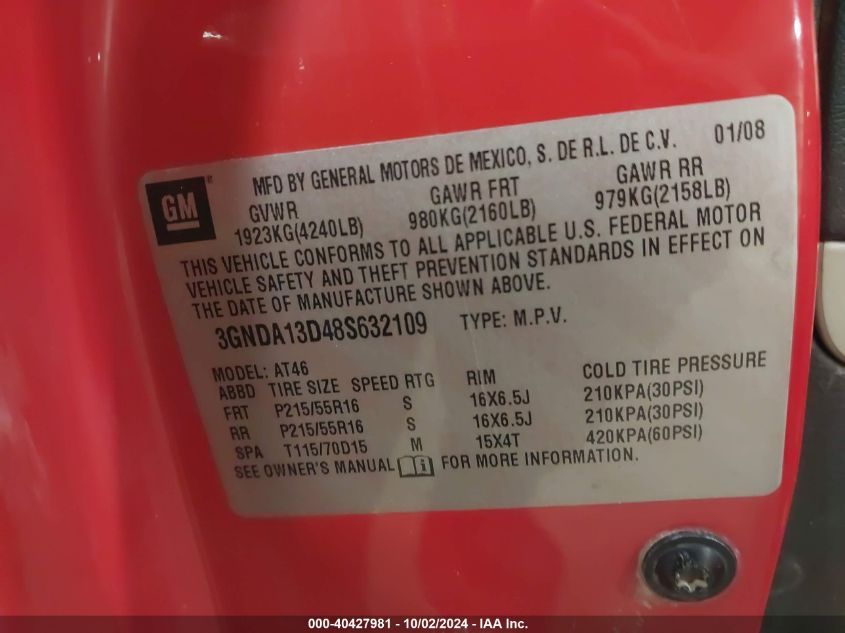 GM®
MFD BY GENERAL MOTORS DE MEXICO, S. DE R.L. DE C.V. 01/08
GVWR GAWR FRT GAWR RR
1923KG(4240LB) 980KG(2160LB) 979KG(2158LB)
THIS VEHICLE CONFORMS TO ALL APPLICABLE U.S. FEDERAL MOTOR
VEHICLE SAFETY AND THEFT PREVENTION STANDARDS IN EFFECT ON
THE DATE OF MANUFACTURE SHOWN ABOVE.
3GNDA13D48S632109 TYPE: M.P.V.
MODEL: AT46
ABBD TIRE SIZE SPEED RTG RIM COLD TIRE PRESSURE
FRT P215/55R16 S 16X6.5J 210KPA(30PSI)
RR P215/55R16 S 16X6.5J 210KPA(30PSI)
SPA T115/70D15 M 15X4T 420KPA(60PSI)
SEE OWNER'S MANUAL i FOR MORE INFORMATION.
000-40427981 - 10/02/2024 - IAA Inc.